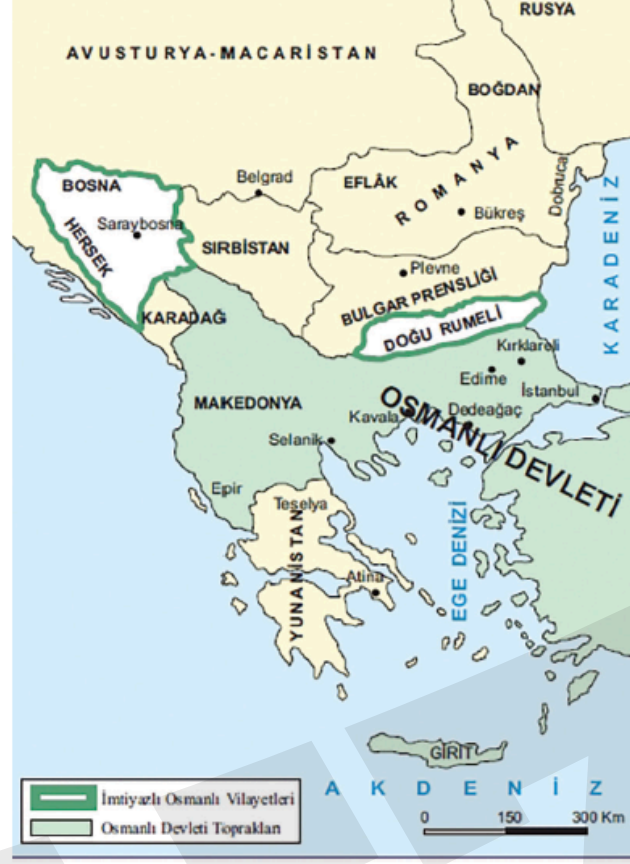 RUSYA
AVUSTURYA-MACARİSTAN
BOĞDAN
ROMANYA
Dobruca
KARADENİZ
BOSNA
HERSEK
Saraybosna
Belgrad
EFLÂK
Bükreş
SIRBİSTAN
Plevne
BULGAR PRENSLİĞİ
KARADAĞ
DOĞU RUMELİ
Kırklareli
Edirne
İstanbul
MAKEDONYA
Kavala
Dedeağaç
OSMANLI DEVLETİ
Selanik
Epir
Teselya
YUNANİSTAN
EGE DENİZİ
Atina
GİRİT
AKDENİZ
İmtiyazlı Osmanlı Vilayetleri
Osmanlı Devleti Toprakları
0 150 300 Km